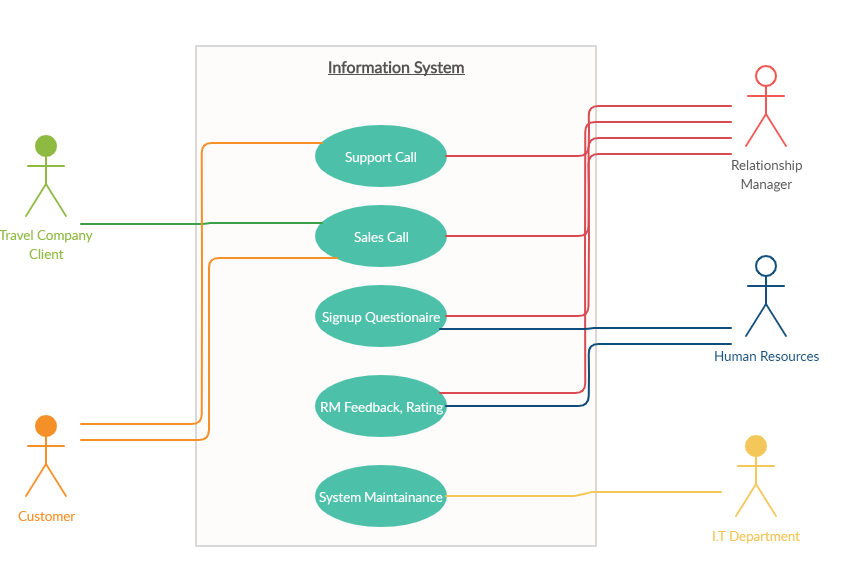 Information System
Support Call
Sales Call
Signup Questionaire
RM Feedback, Rating
System Maintainance
Travel Company
Client
Customer
Relationship
Manager
Human Resources
I.T Department